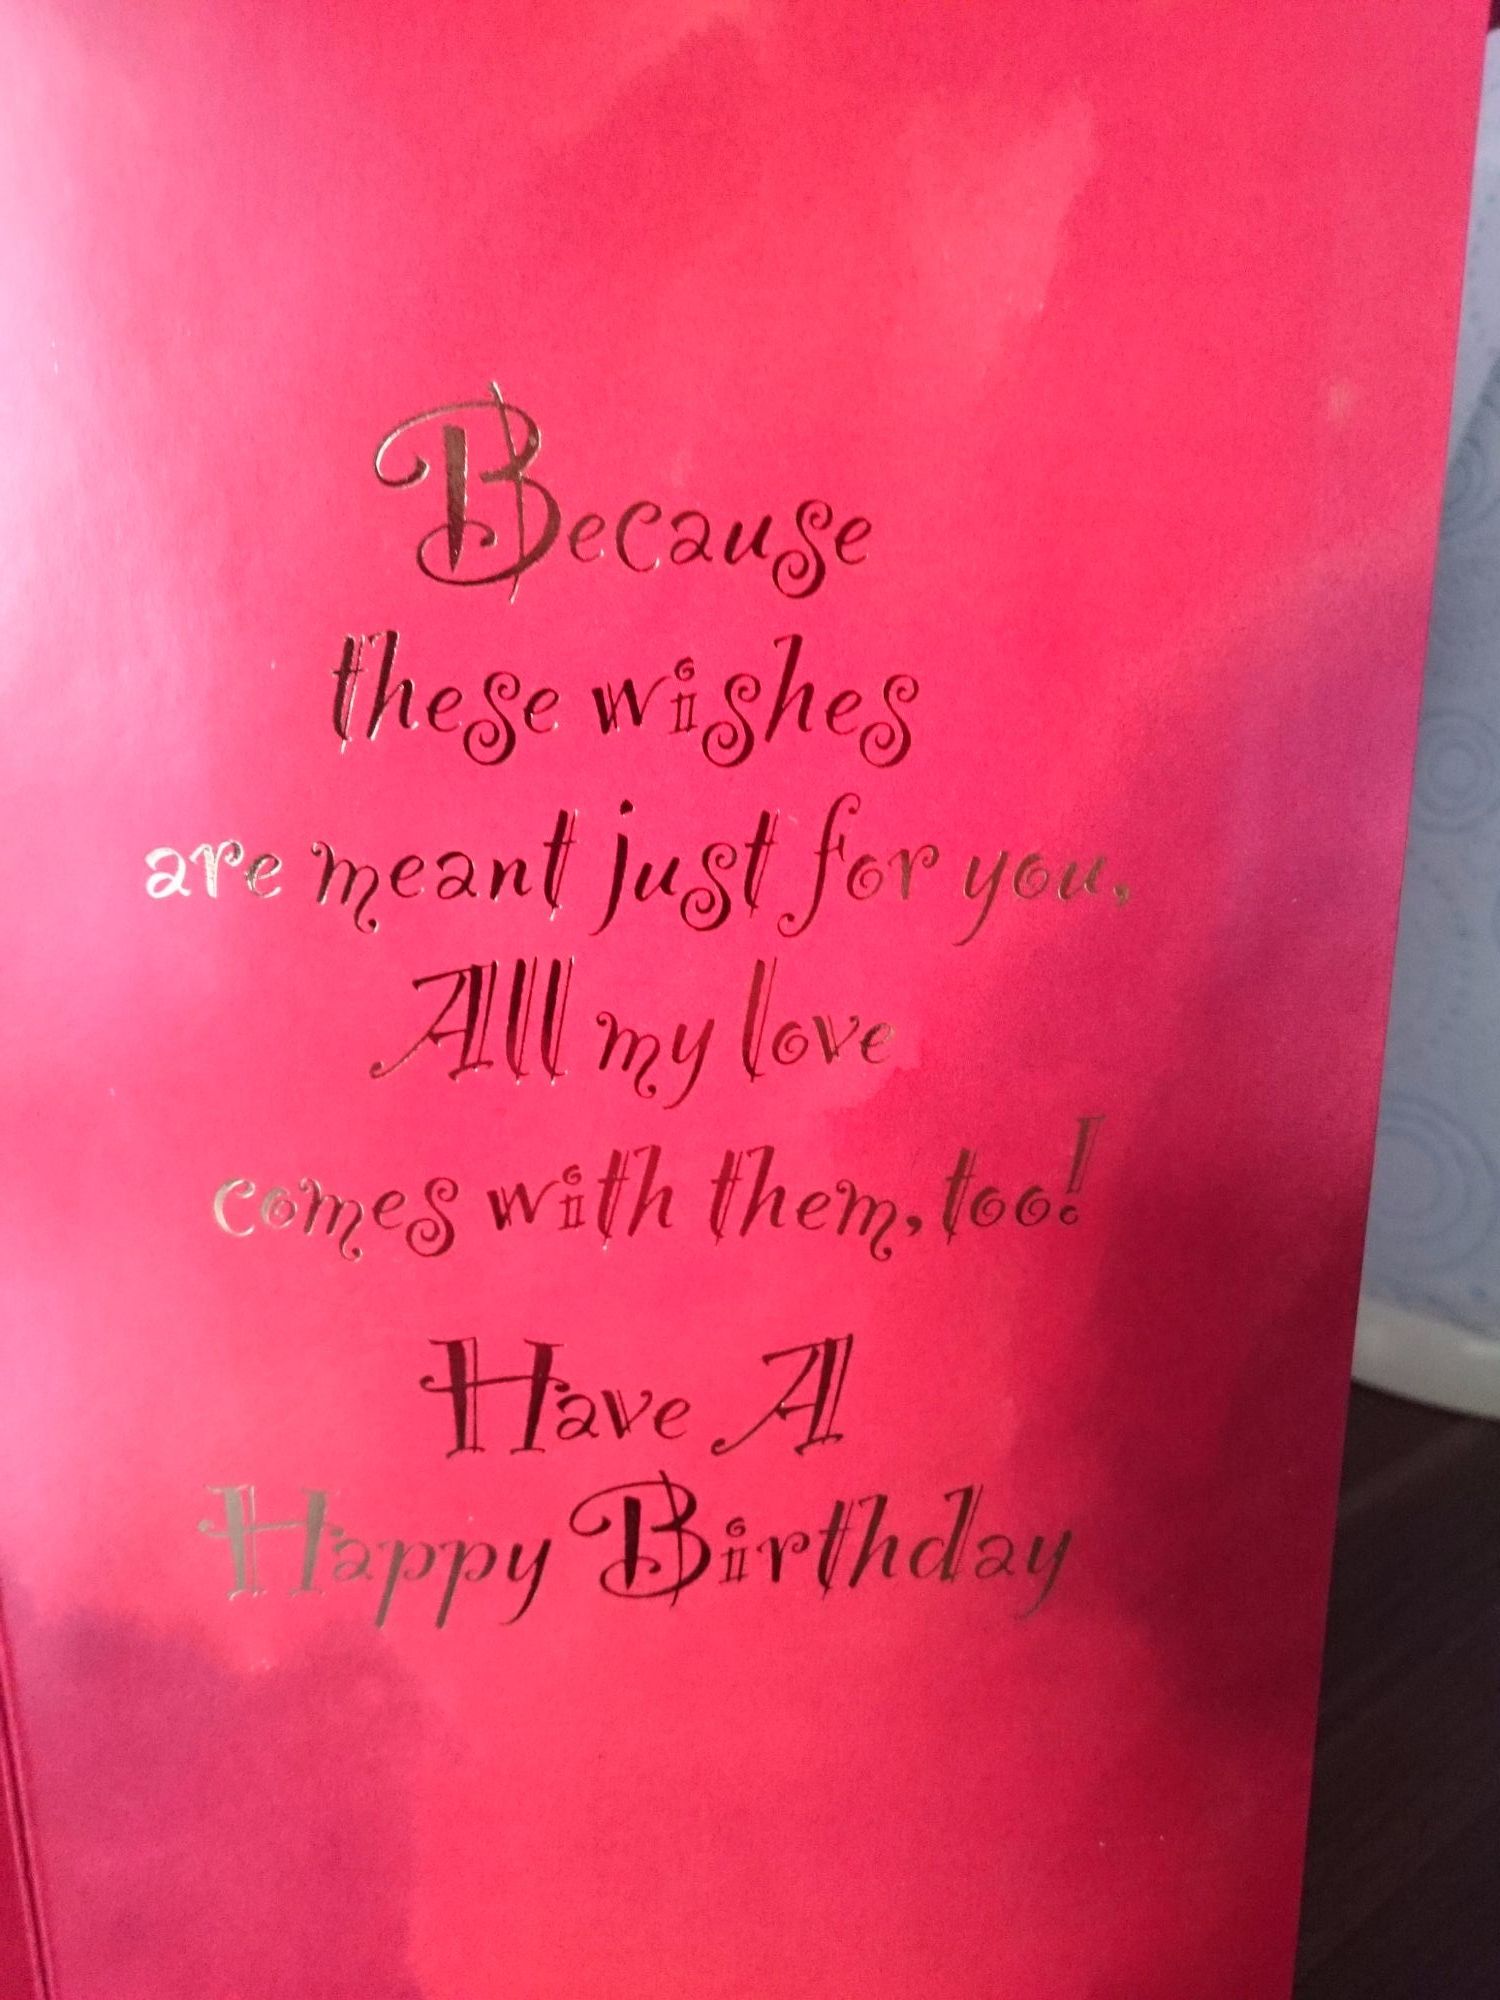 Because
these wishes
are meant just for you,
All my love
comes with them, too!
Have A
Happy Birthday